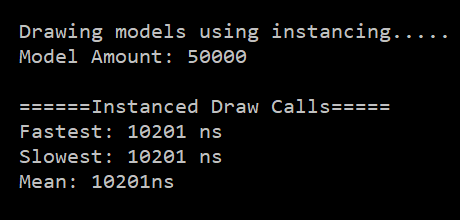 Drawing models using instancing.....
Model Amount: 50000
======Instanced Draw Calls=====
Fastest: 10201 ns
Slowest: 10201 ns
Mean: 10201ns